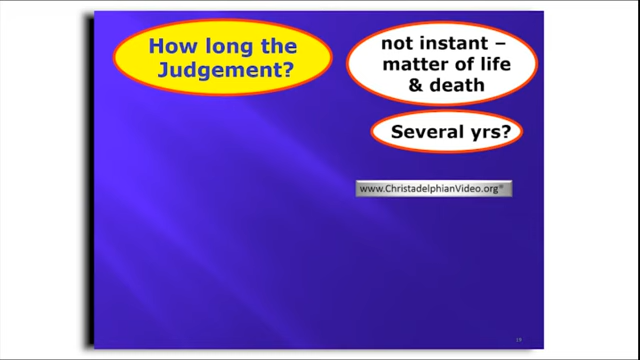 How long the
Judgement?
not instant –
matter of life
& death
Several yrs?
www.ChristadelphianVideo.org